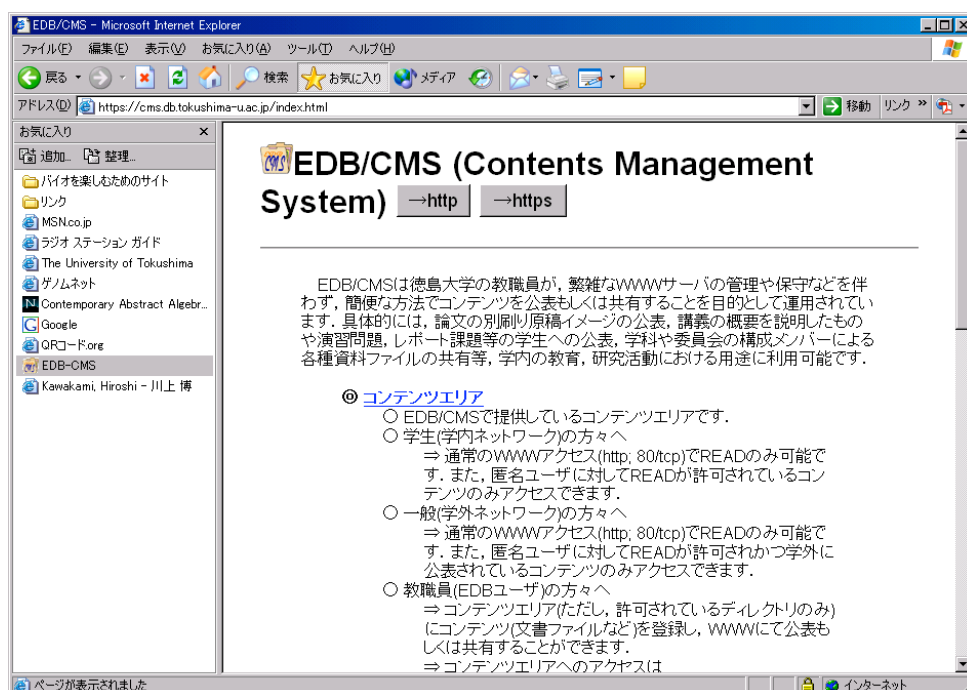 EDB/CMS - Microsoft Internet Explorer
ファイル(F) 編集(E) 表示(V) お気に入り(A) ツール(T) ヘルプ(H)
戻る 検索 お気に入り メディア
アドレス(D) https://cms.db.tokushima-u.ac.jp/index.html 移動 リンク »
お気に入り ×
追加... 整理...
バイオを楽しむためのサイト
リンク
MSN.co.jp
ラジオ ステーション ガイド
The University of Tokushima
ゲノムネット
Contemporary Abstract Algebr...
Google
QRコード.org
EDB-CMS
Kawakami, Hiroshi - 川上 博
EDB/CMS (Contents Management
System) →http →https
EDB/CMSは徳島大学の教職員が, 繁雑なWWWサーバの管理や保守などを伴
わず, 簡便な方法でコンテンツを公表もしくは共有することを目的として運用されてい
ます. 具体的には, 論文の別刷り原稿イメージの公表, 講義の概要を説明したもの
や演習問題, レポート課題等の学生への公表, 学科や委員会の構成メンバーによる
各種資料ファイルの共有等, 学内の教育, 研究活動における用途に利用可能です.
◎ コンテンツエリア
○ EDB/CMSで提供しているコンテンツエリアです.
○ 学生(学内ネットワーク)の方々へ
⇒ 通常のWWWアクセス(http; 80/tcp)でREADのみ可能で
す. また, 匿名ユーザに対してREADが許可されているコン
テンツのみアクセスできます.
○ 一般(学外ネットワーク)の方々へ
⇒ 通常のWWWアクセス(http; 80/tcp)でREADのみ可能で
す. また, 匿名ユーザに対してREADが許可されかつ学外に
公表されているコンテンツのみアクセスできます.
○ 教職員(EDBユーザ)の方々へ
⇒ コンテンツエリア(ただし, 許可されているディレクトリのみ)
にコンテンツ(文書ファイルなど)を登録し, WWWにて公表も
しくは共有することができます.
⇒ コンテンツエリアへのアクセスは
ページが表示されました インターネット